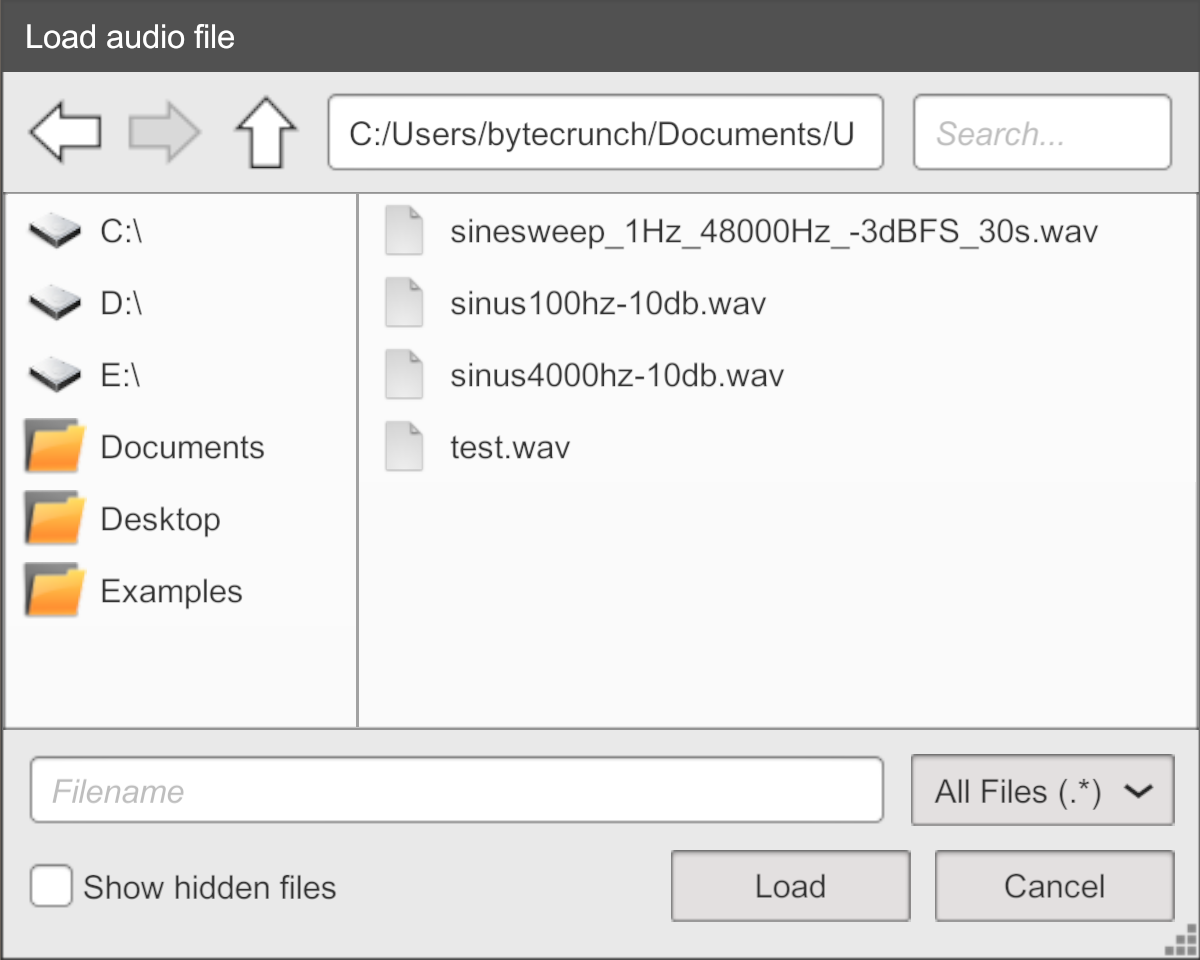 Load audio file
C:/Users/bytecrunch/Documents/U
Search...
C:\
D:\
E:\
Documents
Desktop
Examples
sinesweep_1Hz_48000Hz_-3dBFS_30s.wav
sinus100hz-10db.wav
sinus4000hz-10db.wav
test.wav
Filename
All Files (.*)
Show hidden files
Load
Cancel